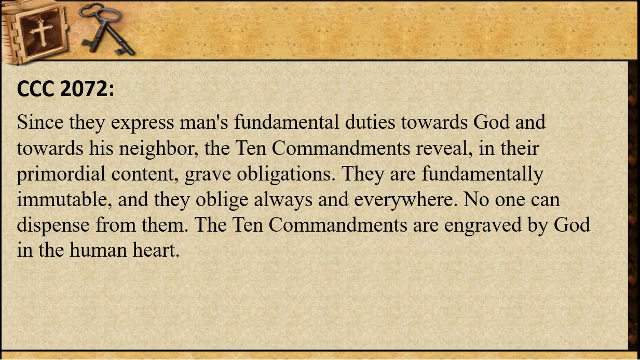 CCC 2072:
Since they express man's fundamental duties towards God and
towards his neighbor, the Ten Commandments reveal, in their
primordial content, grave obligations. They are fundamentally
immutable, and they oblige always and everywhere. No one can
dispense from them. The Ten Commandments are engraved by God
in the human heart.